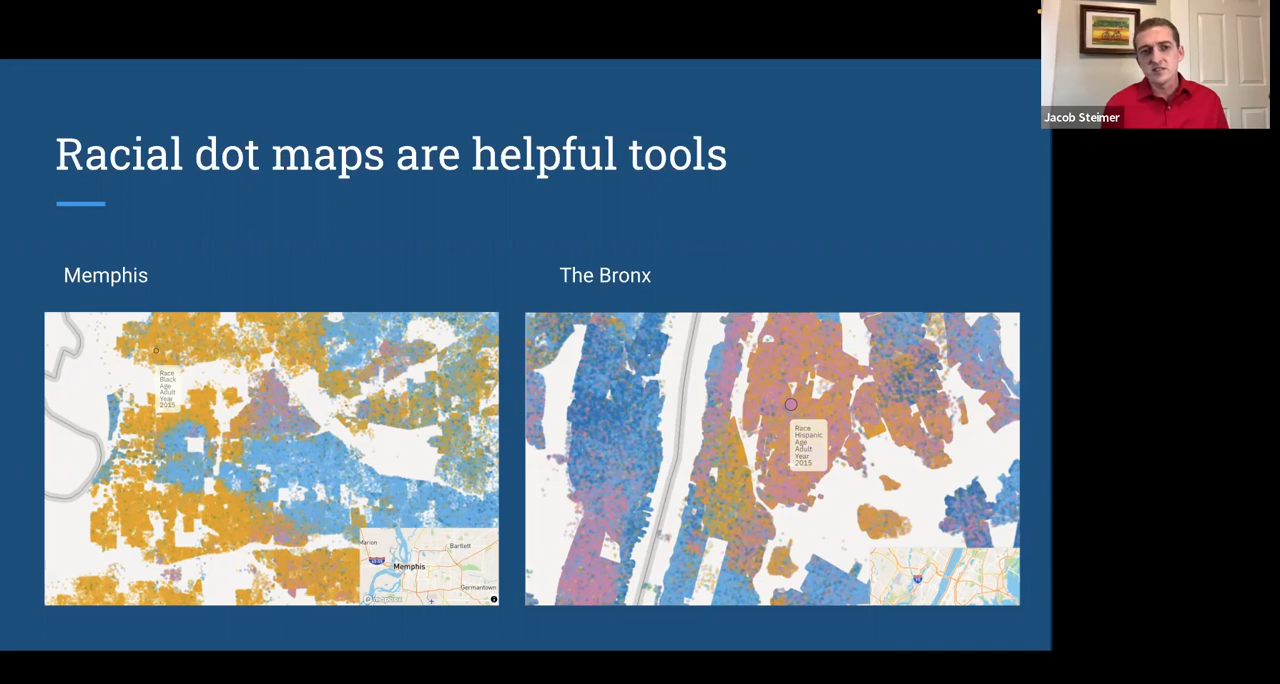 Jacob Steimer
Racial dot maps are helpful tools
Memphis
The Bronx
Race
Black
Age
Adult
Year
2015
Race
Hispanic
Age
Adult
Year
2015
Marion
Bartlett
Memphis
Germantown
mapbox